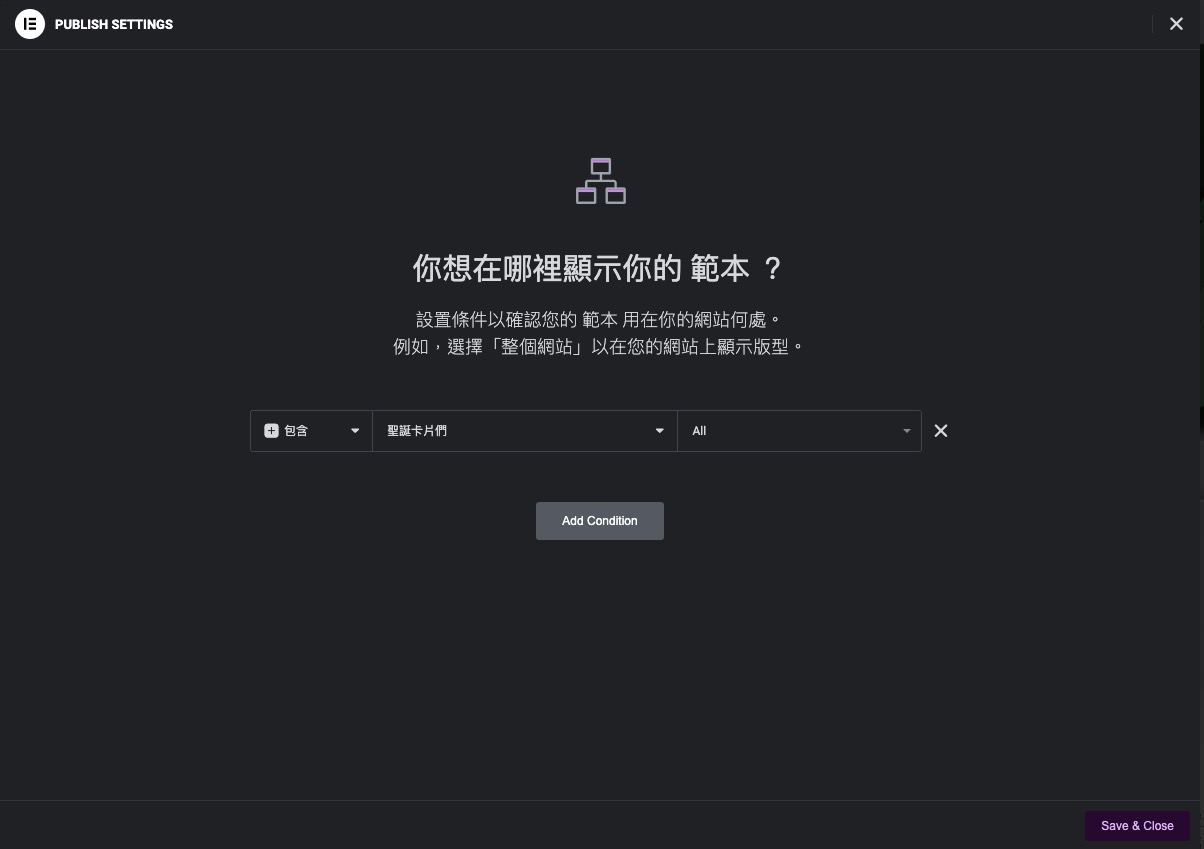 PUBLISH SETTINGS
你想在哪裡顯示你的 範本 ？
設置條件以確認您的 範本 用在你的網站何處。
例如，選擇「整個網站」以在您的網站上顯示版型。
包含 聖誕卡片們 All
Add Condition
Save & Close